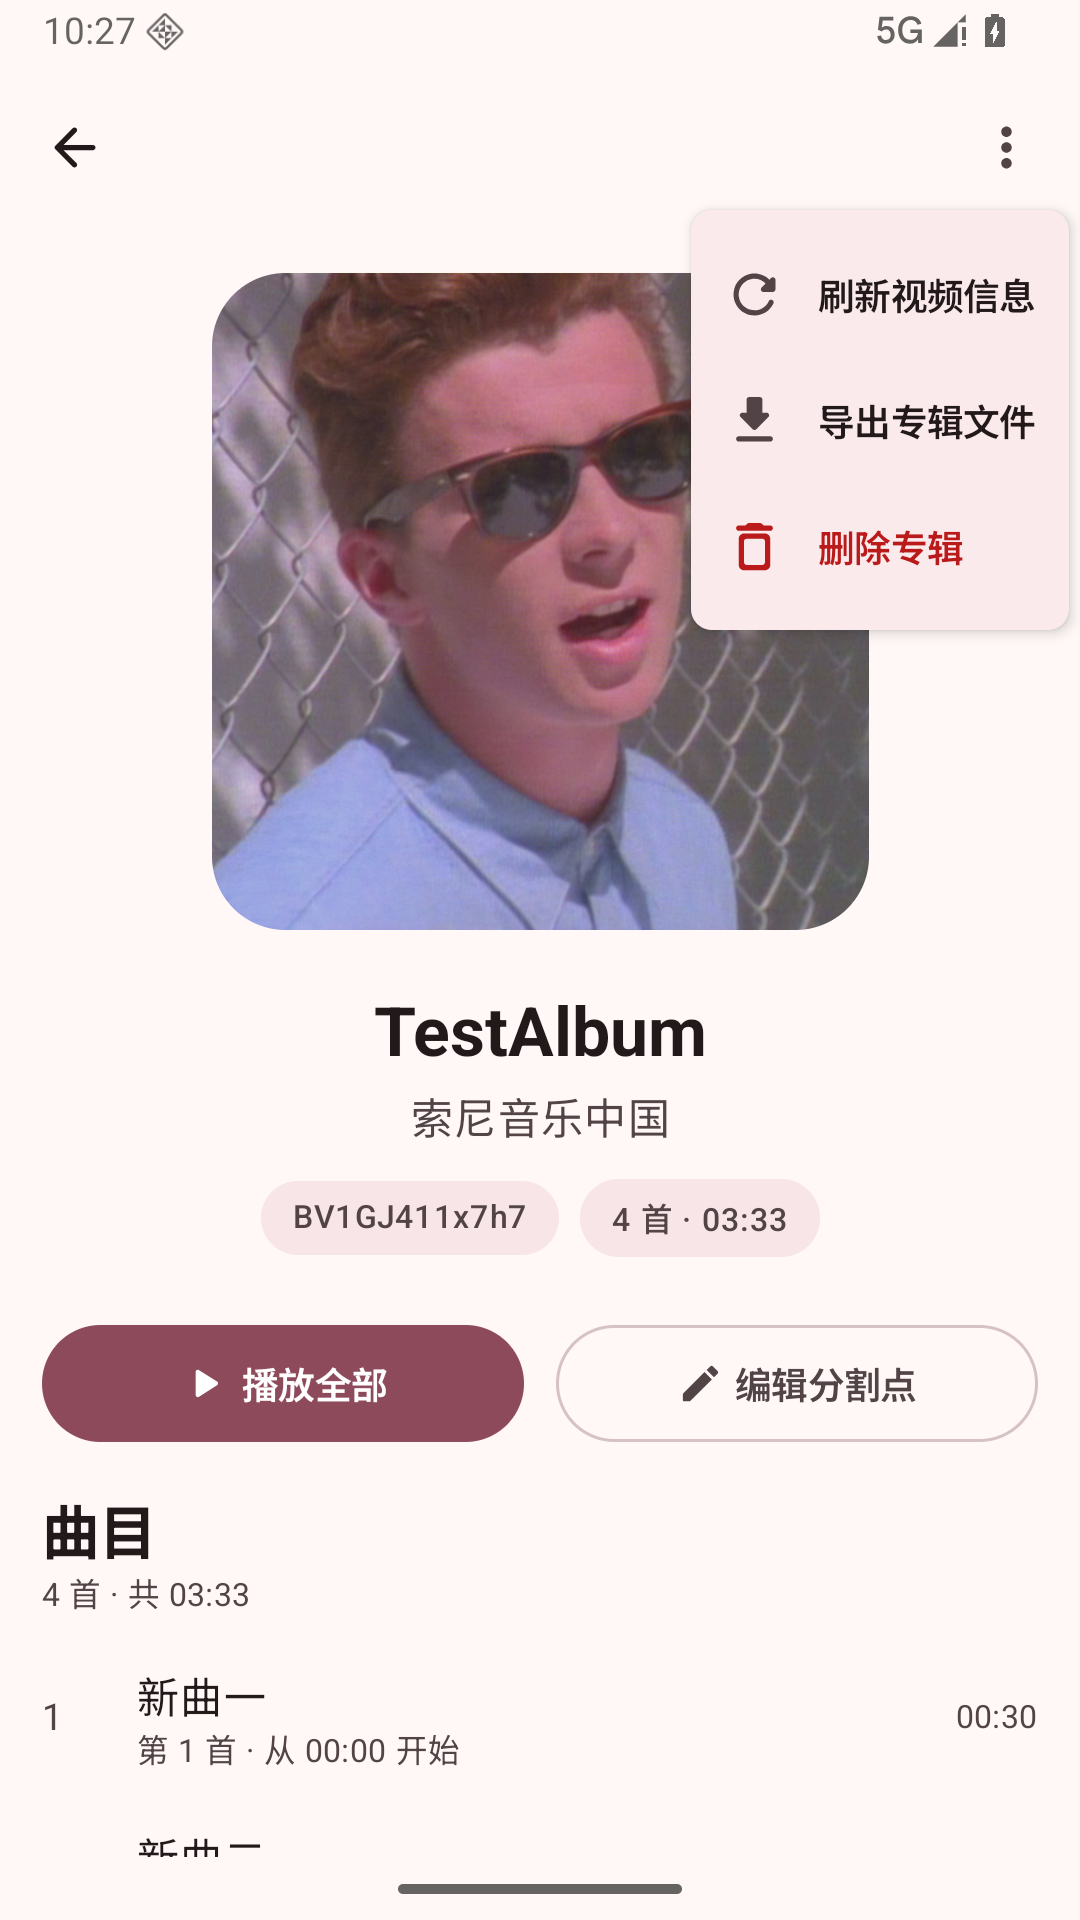 10:27
5G
刷新视频信息
导出专辑文件
删除专辑
TestAlbum
索尼音乐中国
BV1GJ411x7h7
4 首 · 03:33
播放全部
编辑分割点
曲目
4 首 · 共 03:33
1
新曲一
00:30
第 1 首 · 从 00:00 开始